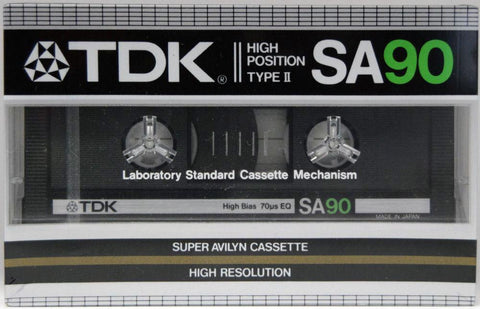 TDK® HIGH POSITION TYPE II SA90
Laboratory Standard Cassette Mechanism
TDK High Bias 70μs EQ SA90
MADE IN JAPAN
SUPER AVILYN CASSETTE
HIGH RESOLUTION